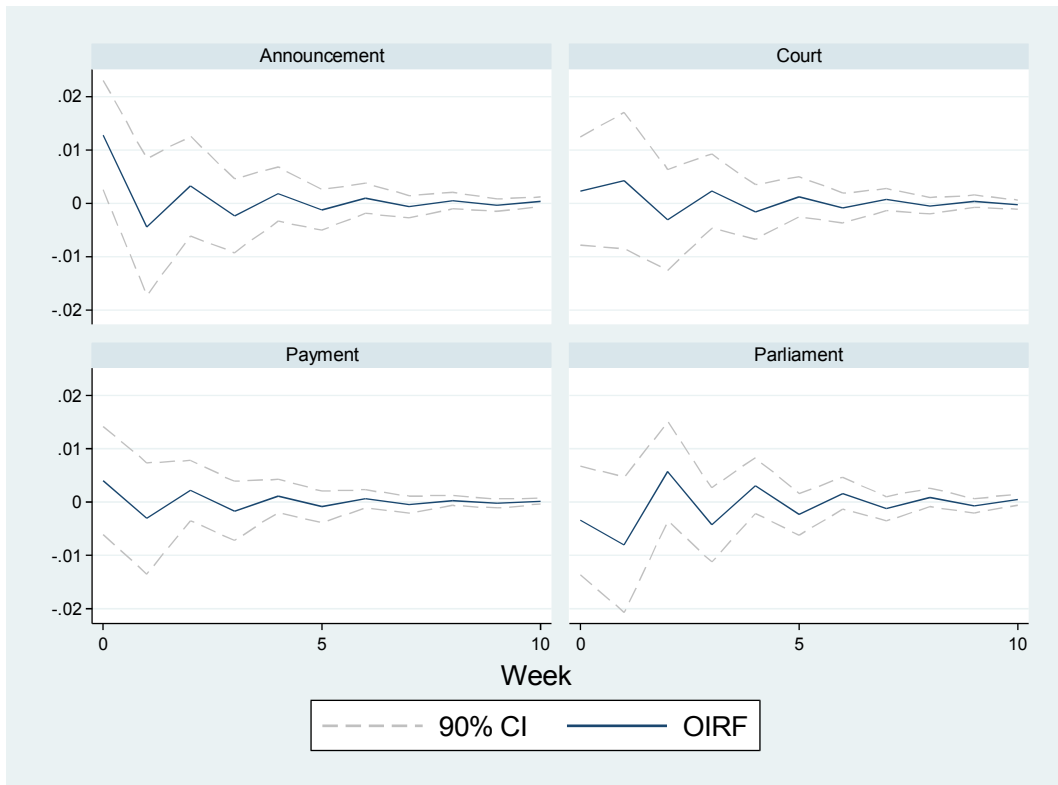 Announcement
Court
.02
.01
0
-.01
-.02
Payment
Parliament
.02
.01
0
-.01
-.02
0 5 10 0 5 10
Week
90% CI OIRF